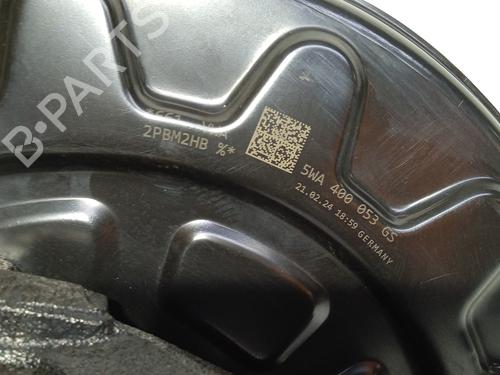 B-PARTS
2PBM2HB %*
5WA 400 053 GS
21.02.24 18:59 GERMANY